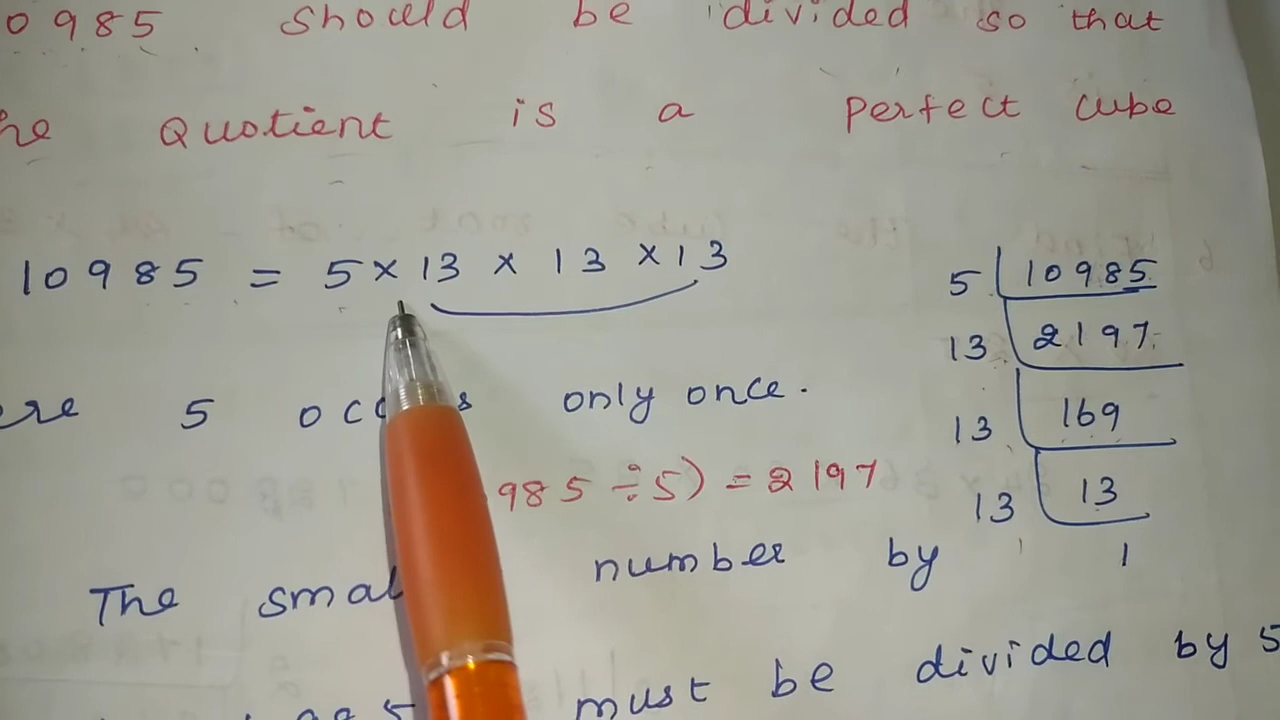 0985 should be divided so that
he Quotient is a perfect cube
10985 = 5 × 13 × 13 × 13
5 | 10985
13 | 2197
13 | 169
13 | 13
1
ere 5 only once.
985 ÷ 5) = 2197
The number by
must be divided by 5